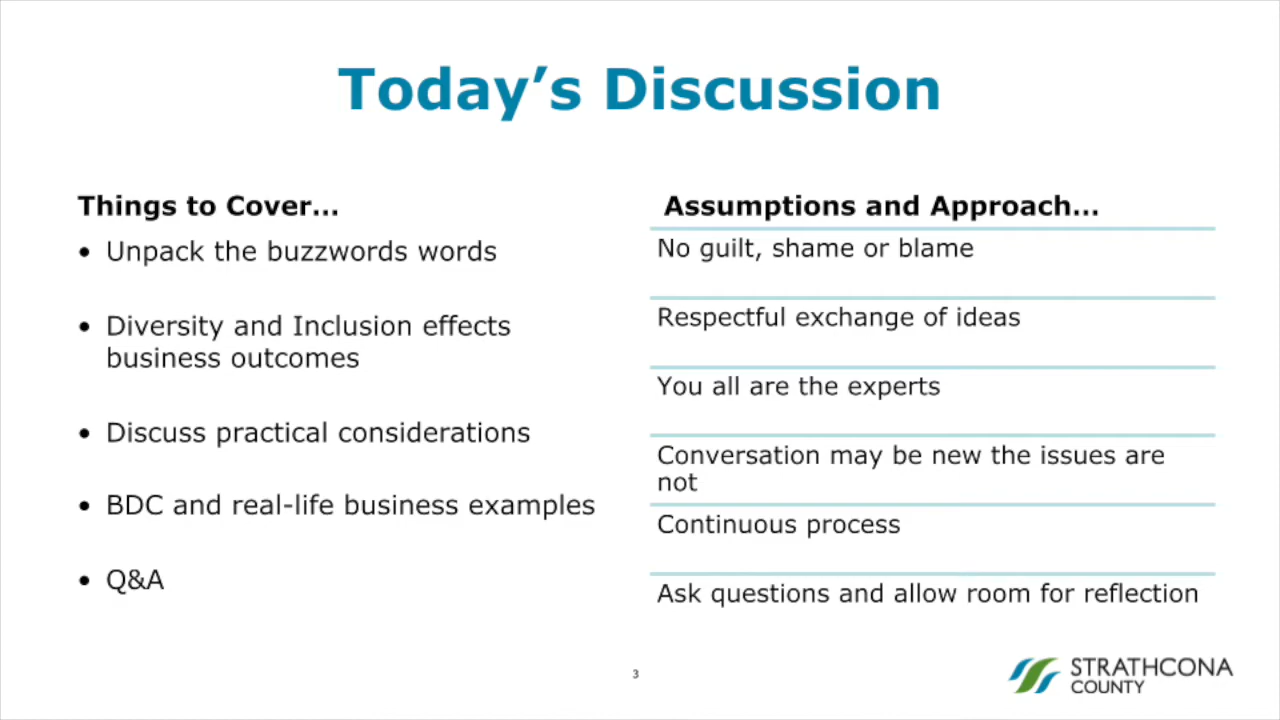 Today’s Discussion
Things to Cover...
• Unpack the buzzwords words
• Diversity and Inclusion effects
business outcomes
• Discuss practical considerations
• BDC and real-life business examples
• Q&A
Assumptions and Approach...
No guilt, shame or blame
Respectful exchange of ideas
You all are the experts
Conversation may be new the issues are
not
Continuous process
Ask questions and allow room for reflection
3
STRATHCONA
COUNTY